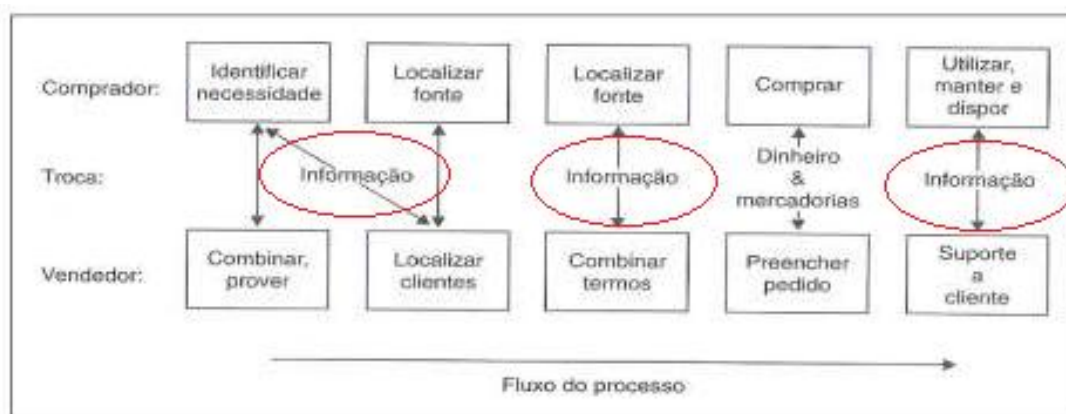 Comprador:
Identificar
necessidade
Localizar
fonte
Localizar
fonte
Comprar
Utilizar,
manter e
dispor
Troca:
Informação
Informação
Dinheiro
&
mercadorias
Informação
Vendedor:
Combinar,
prover
Localizar
clientes
Combinar
termos
Preencher
pedido
Suporte
a
cliente
Fluxo do processo